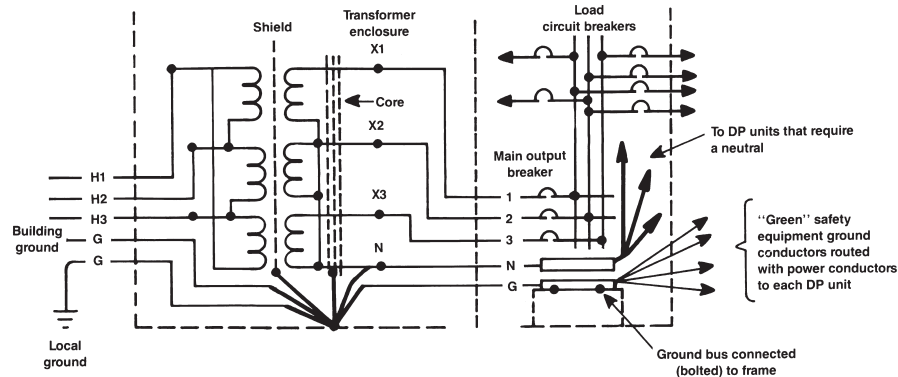 Shield
Transformer
enclosure
Load
circuit breakers
X1
Core
X2
To DP units that require
a neutral
Main output
breaker
H1
H2
H3
X3
1
2
3
Building
ground
G
G
N
N
G
"Green" safety
equipment ground
conductors routed
with power conductors
to each DP unit
Local
ground
Ground bus connected
(bolted) to frame